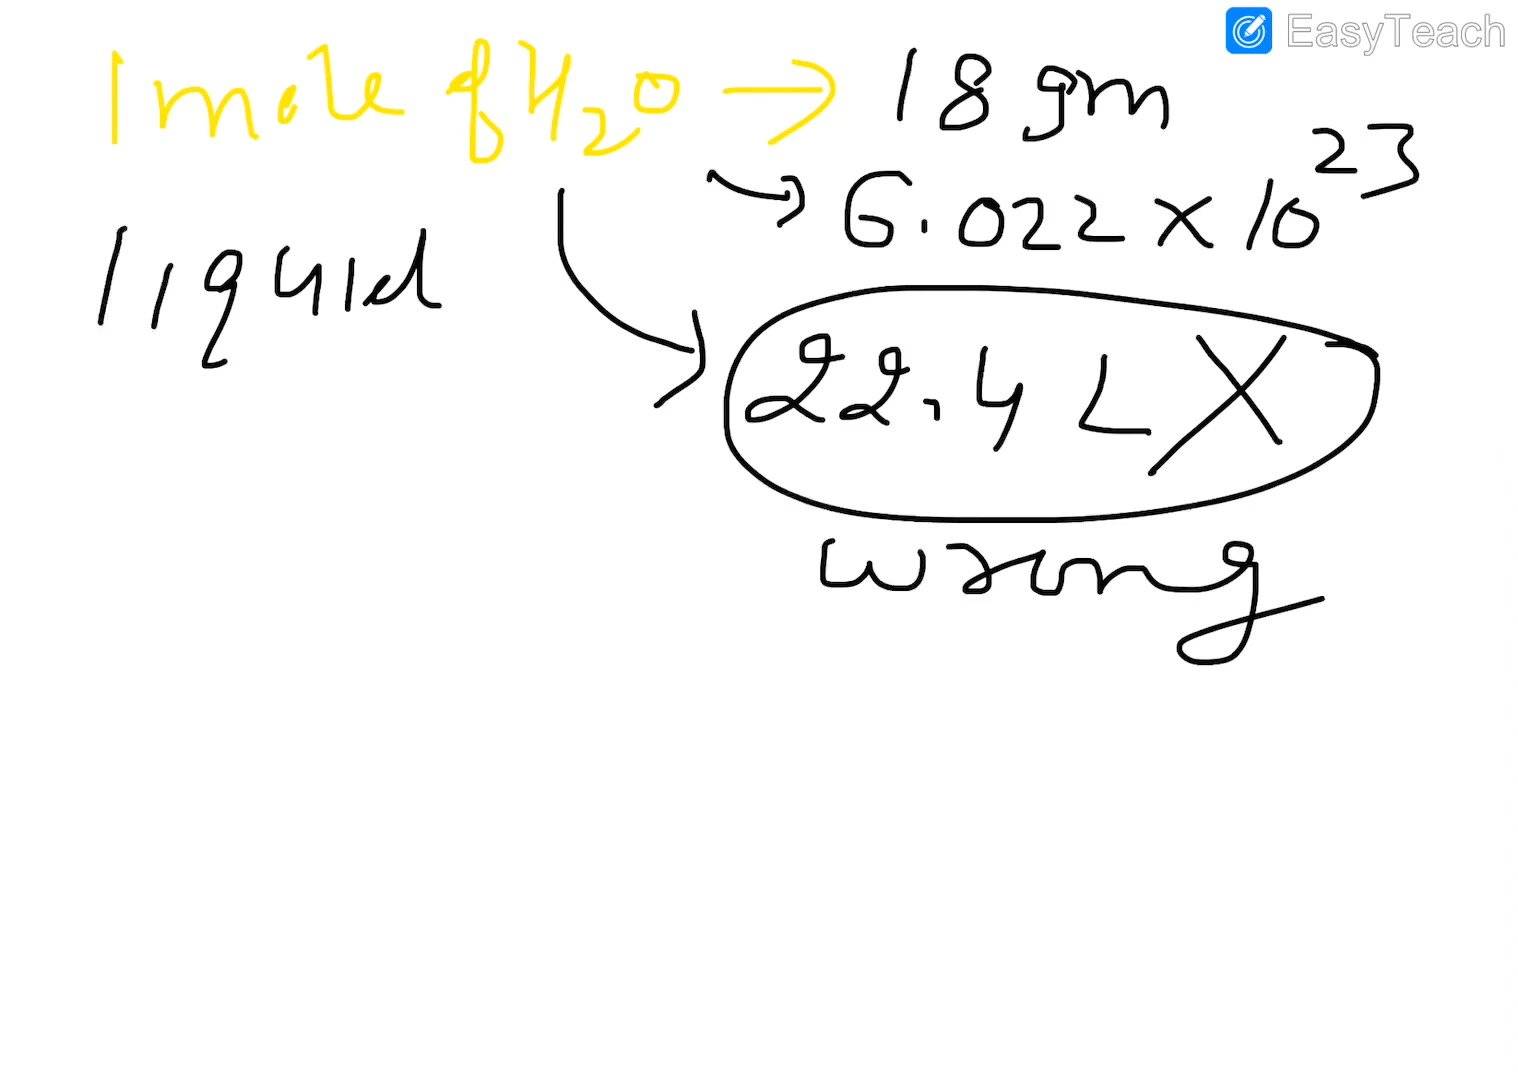 EasyTeach
1 mole of H2O → 18 gm
→ 6.022 × 10^23
liquid
→ 22.4 L X
wrong